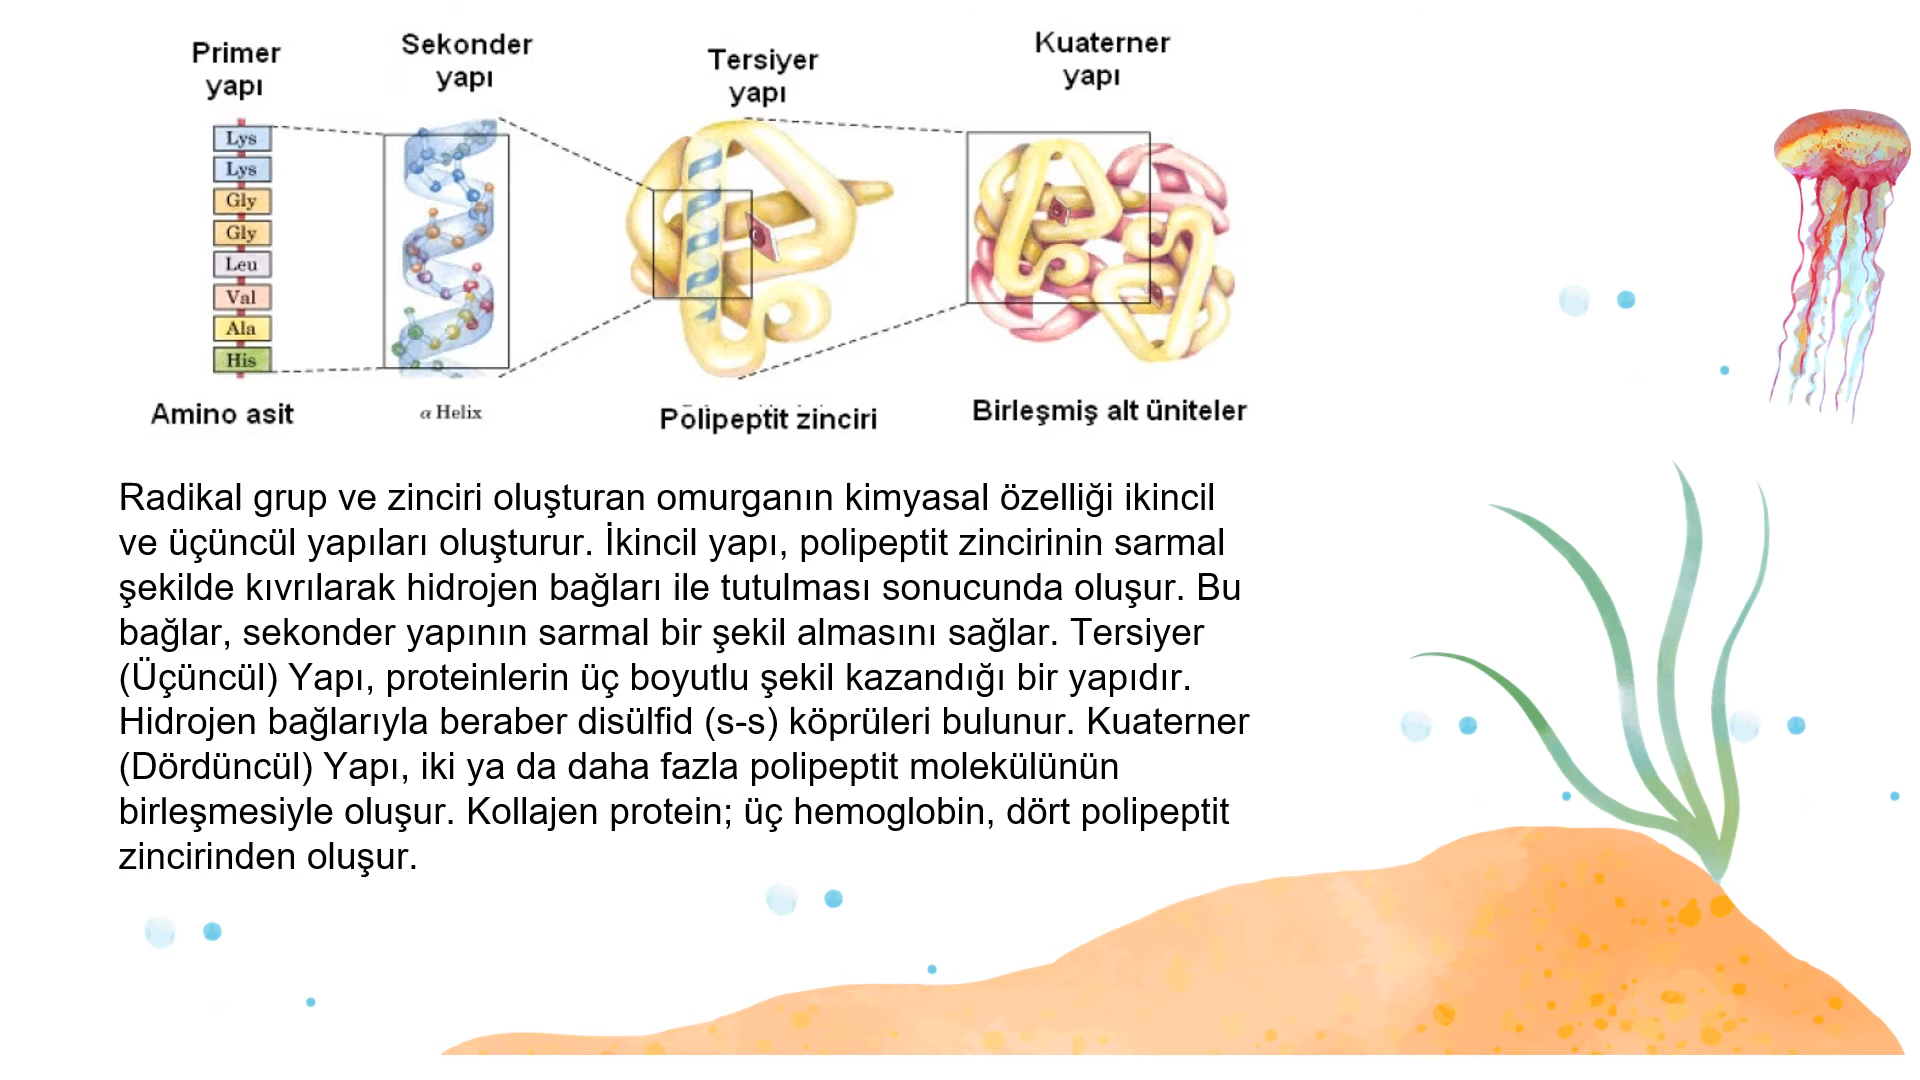 Primer
yapı
Sekonder
yapı
Tersiyer
yapı
Kuaterner
yapı
Lys
Lys
Gly
Gly
Leu
Val
Ala
His
Amino asit
α Helix
Polipeptit zinciri
Birleşmiş alt üniteler
Radikal grup ve zinciri oluşturan omurganın kimyasal özelliği ikincil
ve üçüncül yapıları oluşturur. İkincil yapı, polipeptit zincirinin sarmal
şekilde kıvrılarak hidrojen bağları ile tutulması sonucunda oluşur. Bu
bağlar, sekonder yapının sarmal bir şekil almasını sağlar. Tersiyer
(Üçüncül) Yapı, proteinlerin üç boyutlu şekil kazandığı bir yapıdır.
Hidrojen bağlarıyla beraber disülfid (s-s) köprüleri bulunur. Kuaterner
(Dördüncül) Yapı, iki ya da daha fazla polipeptit molekülünün
birleşmesiyle oluşur. Kollajen protein; üç hemoglobin, dört polipeptit
zincirinden oluşur.